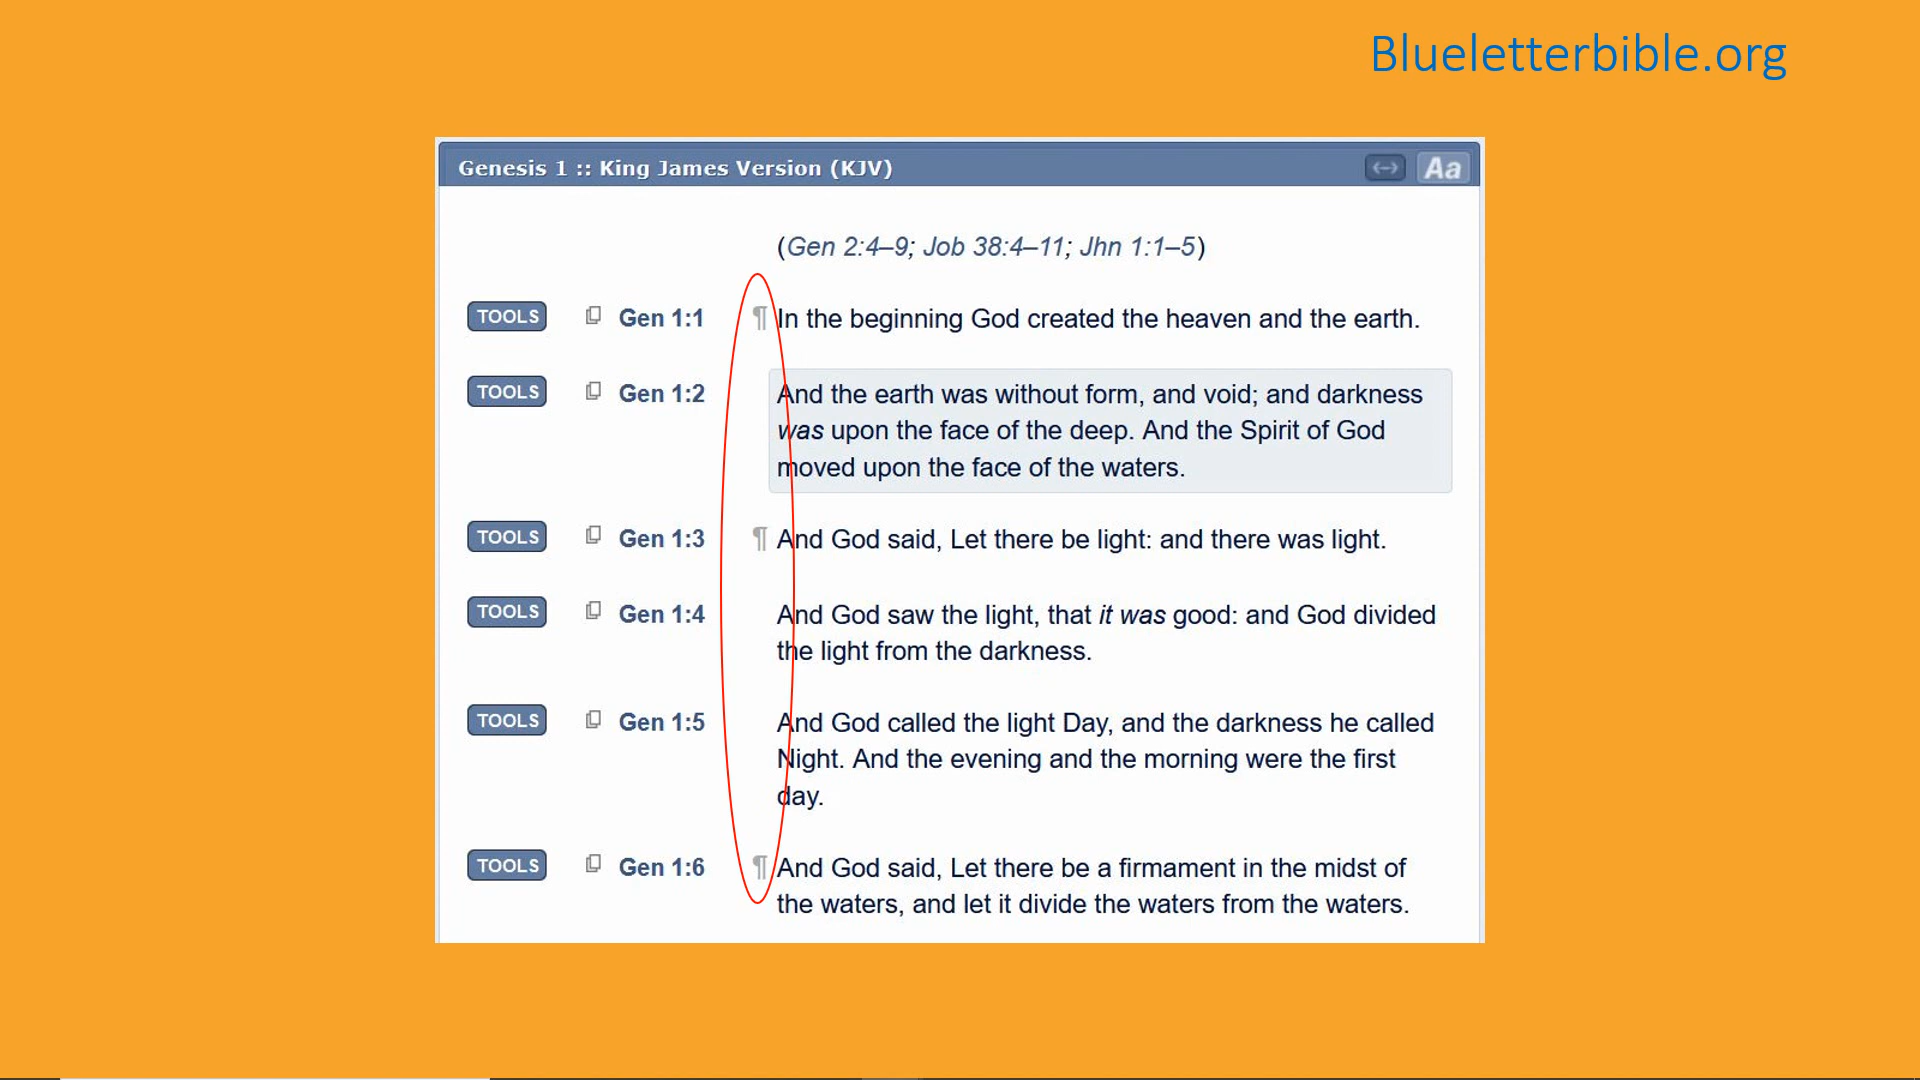 Blueletterbible.org
Genesis 1 :: King James Version (KJV)
Aa
(Gen 2:4–9; Job 38:4–11; Jhn 1:1–5)
TOOLS Gen 1:1 ¶ In the beginning God created the heaven and the earth.
TOOLS Gen 1:2 And the earth was without form, and void; and darkness
was upon the face of the deep. And the Spirit of God
moved upon the face of the waters.
TOOLS Gen 1:3 ¶ And God said, Let there be light: and there was light.
TOOLS Gen 1:4 And God saw the light, that it was good: and God divided
the light from the darkness.
TOOLS Gen 1:5 And God called the light Day, and the darkness he called
Night. And the evening and the morning were the first
day.
TOOLS Gen 1:6 ¶ And God said, Let there be a firmament in the midst of
the waters, and let it divide the waters from the waters.